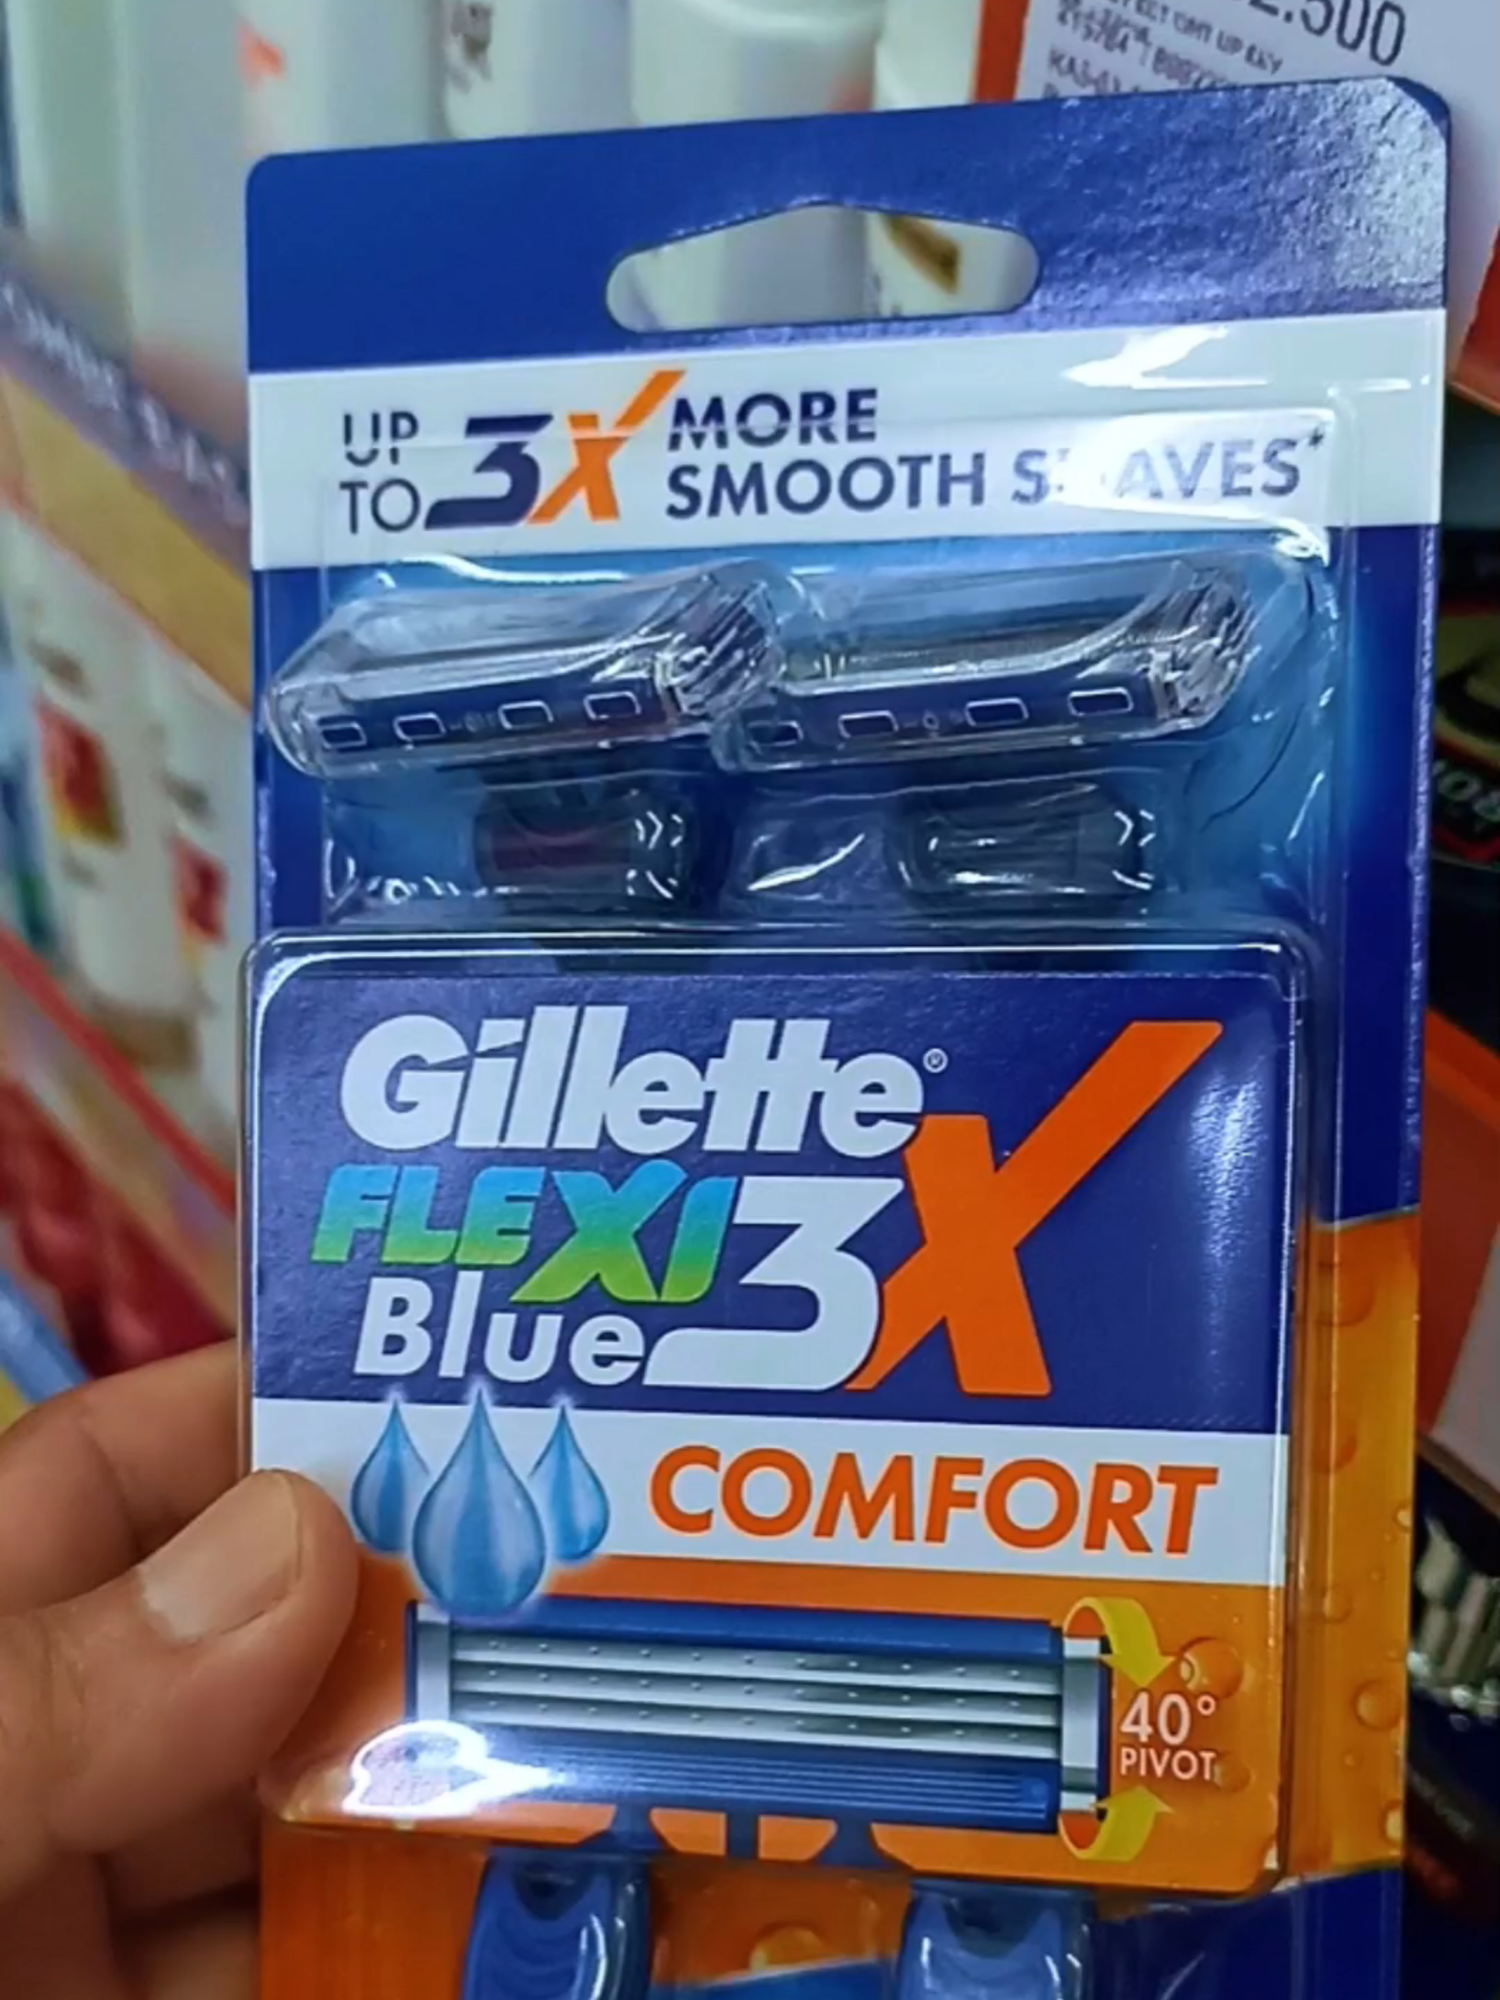 UP TO 3X MORE
SMOOTH SHAVES*
Gillette®
FLEXI 3X
Blue
COMFORT
40°
PIVOT